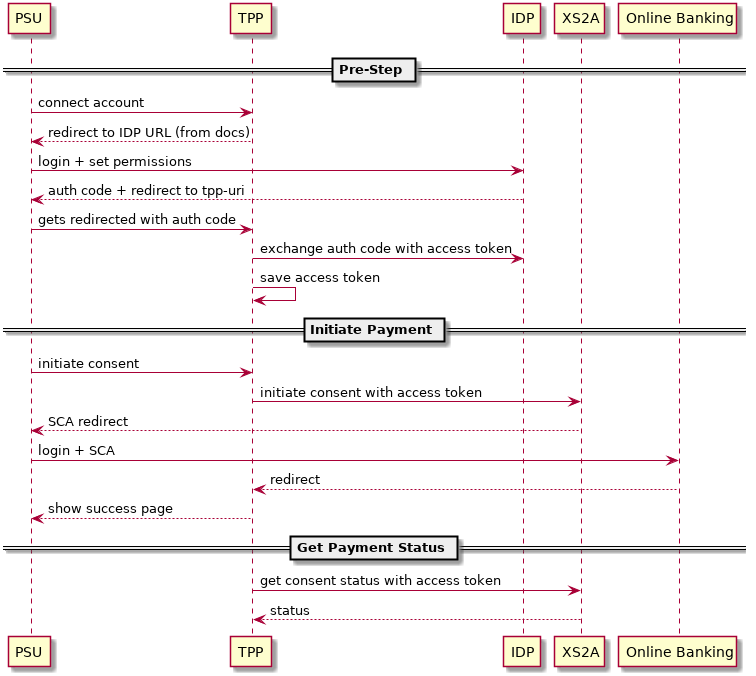 PSU TPP IDP XS2A Online Banking
Pre-Step
connect account
redirect to IDP URL (from docs)
login + set permissions
auth code + redirect to tpp-uri
gets redirected with auth code
exchange auth code with access token
save access token
Initiate Payment
initiate consent
initiate consent with access token
SCA redirect
login + SCA
redirect
show success page
Get Payment Status
get consent status with access token
status
PSU TPP IDP XS2A Online Banking